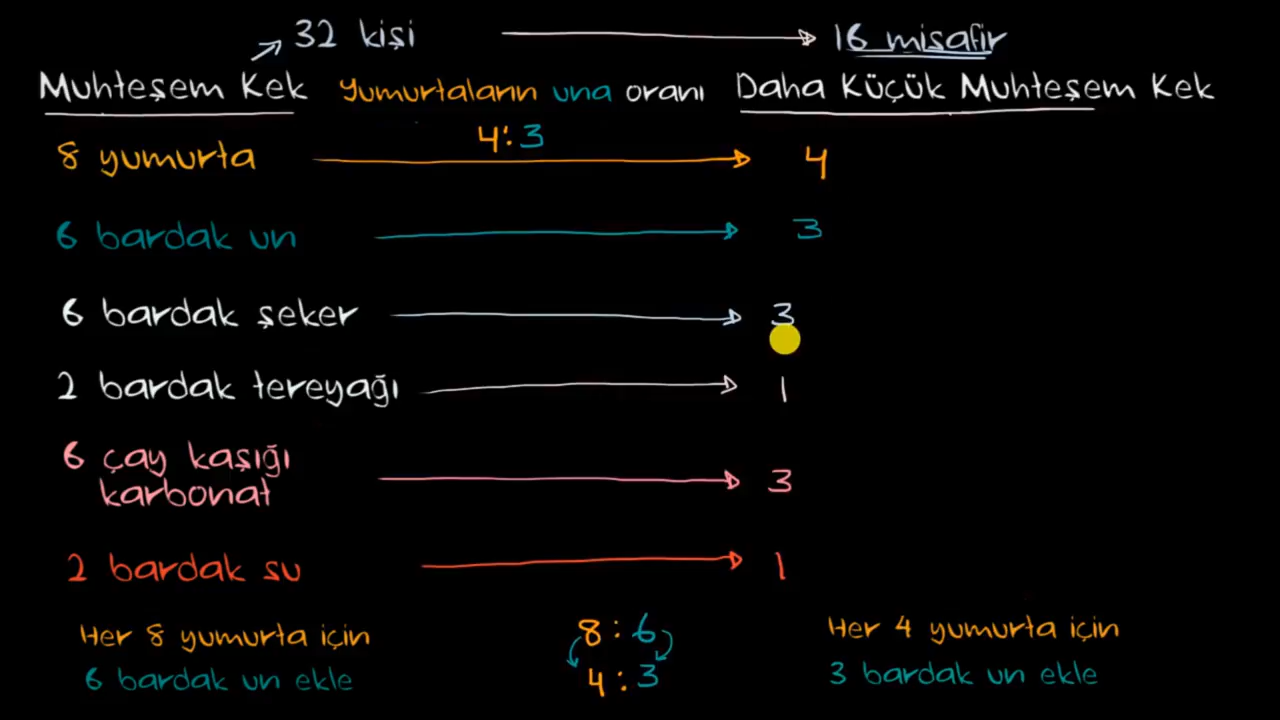 32 kişi 16 misafir
Muhteşem Kek Yumurtaların una oranı Daha Küçük Muhteşem Kek
4:3
8 yumurta 4
6 bardak un 3
6 bardak şeker 3
2 bardak tereyağı 1
6 çay kaşığı
karbonat 3
2 bardak su 1
Her 8 yumurta için 8:6 Her 4 yumurta için
6 bardak un ekle 4:3 3 bardak un ekle